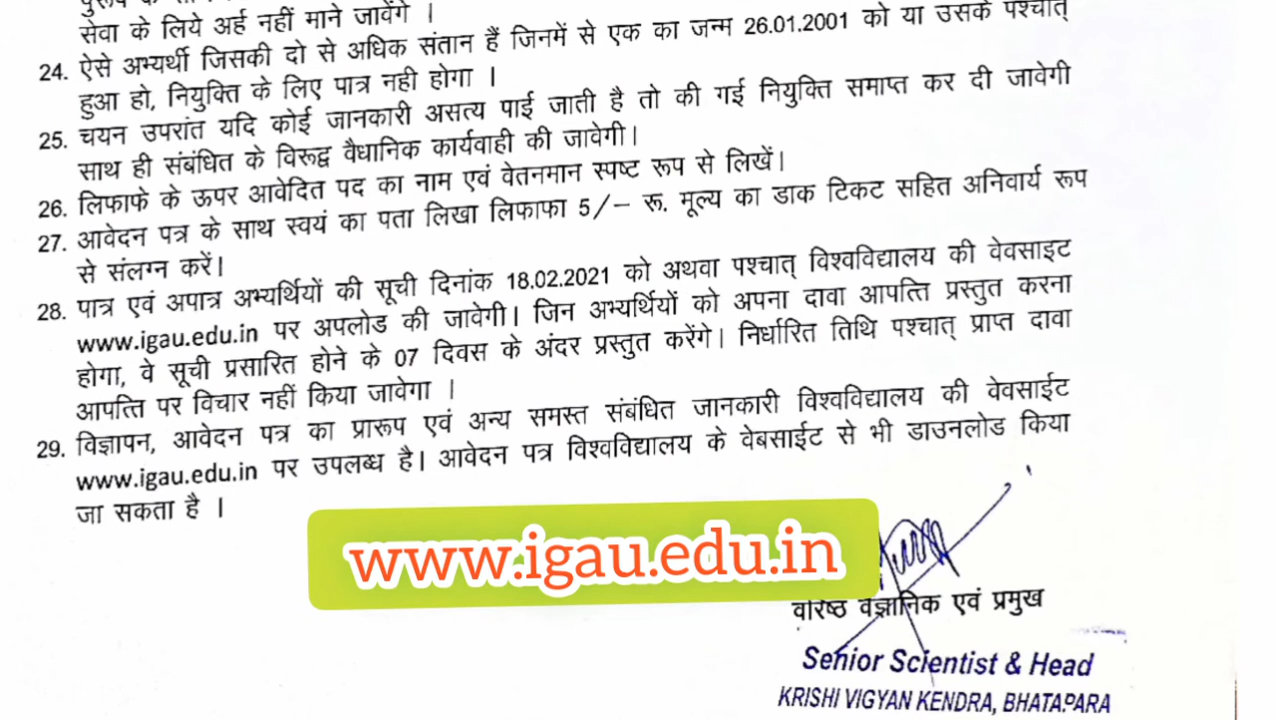 सेवा के लिये अर्ह नहीं माने जावेंगे ।
24. ऐसे अभ्यर्थी जिसकी दो से अधिक संतान हैं जिनमें से एक का जन्म 26.01.2001 को या उसके पश्चात्
हुआ हो, नियुक्ति के लिए पात्र नही होगा ।
25. चयन उपरांत यदि कोई जानकारी असत्य पाई जाती है तो की गई नियुक्ति समाप्त कर दी जावेगी
साथ ही संबंधित के विरूद्व वैधानिक कार्यवाही की जावेगी।
26. लिफाफे के ऊपर आवेदित पद का नाम एवं वेतनमान स्पष्ट रूप से लिखें।
27. आवेदन पत्र के साथ स्वयं का पता लिखा लिफाफा 5/– रू. मूल्य का डाक टिकट सहित अनिवार्य रूप
से संलग्न करें।
28. पात्र एवं अपात्र अभ्यर्थियों की सूची दिनांक 18.02.2021 को अथवा पश्चात् विश्वविद्यालय की वेवसाइट
www.igau.edu.in पर अपलोड की जावेगी। जिन अभ्यर्थियों को अपना दावा आपत्ति प्रस्तुत करना
होगा, वे सूची प्रसारित होने के 07 दिवस के अंदर प्रस्तुत करेंगे। निर्धारित तिथि पश्चात् प्राप्त दावा
आपत्ति पर विचार नहीं किया जावेगा ।
29. विज्ञापन, आवेदन पत्र का प्रारूप एवं अन्य समस्त संबंधित जानकारी विश्वविद्यालय की वेवसाईट
www.igau.edu.in पर उपलब्ध है। आवेदन पत्र विश्वविद्यालय के वेबसाईट से भी डाउनलोड किया
जा सकता है ।
www.igau.edu.in
वरिष्ठ वैज्ञानिक एवं प्रमुख
Senior Scientist & Head
KRISHI VIGYAN KENDRA, BHATAPARA